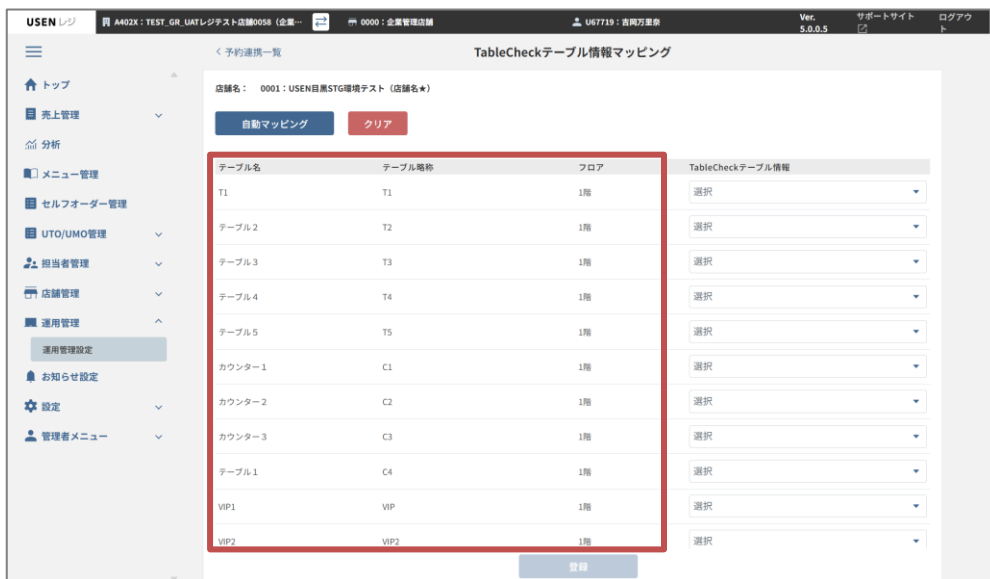 USENレジ A402X：TEST_GR_UATレジテスト店舗0058（企業… 0000：企業管理店舗 U67719：吉岡万里奈 Ver. 5.0.0.5 サポートサイト ログアウト
く 予約連携一覧 TableCheckテーブル情報マッピング
トップ
売上管理
分析
メニュー管理
セルフオーダー管理
UTO/UMO管理
担当者管理
店舗管理
運用管理
運用管理設定
お知らせ設定
設定
管理者メニュー
店舗名： 0001：USEN目黒STG環境テスト（店舗名★）
自動マッピング クリア
テーブル名 テーブル略称 フロア TableCheckテーブル情報
T1 T1 1階 選択
テーブル２ T2 1階 選択
テーブル３ T3 1階 選択
テーブル４ T4 1階 選択
テーブル５ T5 1階 選択
カウンター１ C1 1階 選択
カウンター２ C2 1階 選択
カウンター３ C3 1階 選択
テーブル１ C4 1階 選択
VIP1 VIP 1階 選択
VIP2 VIP2 1階 選択
登録